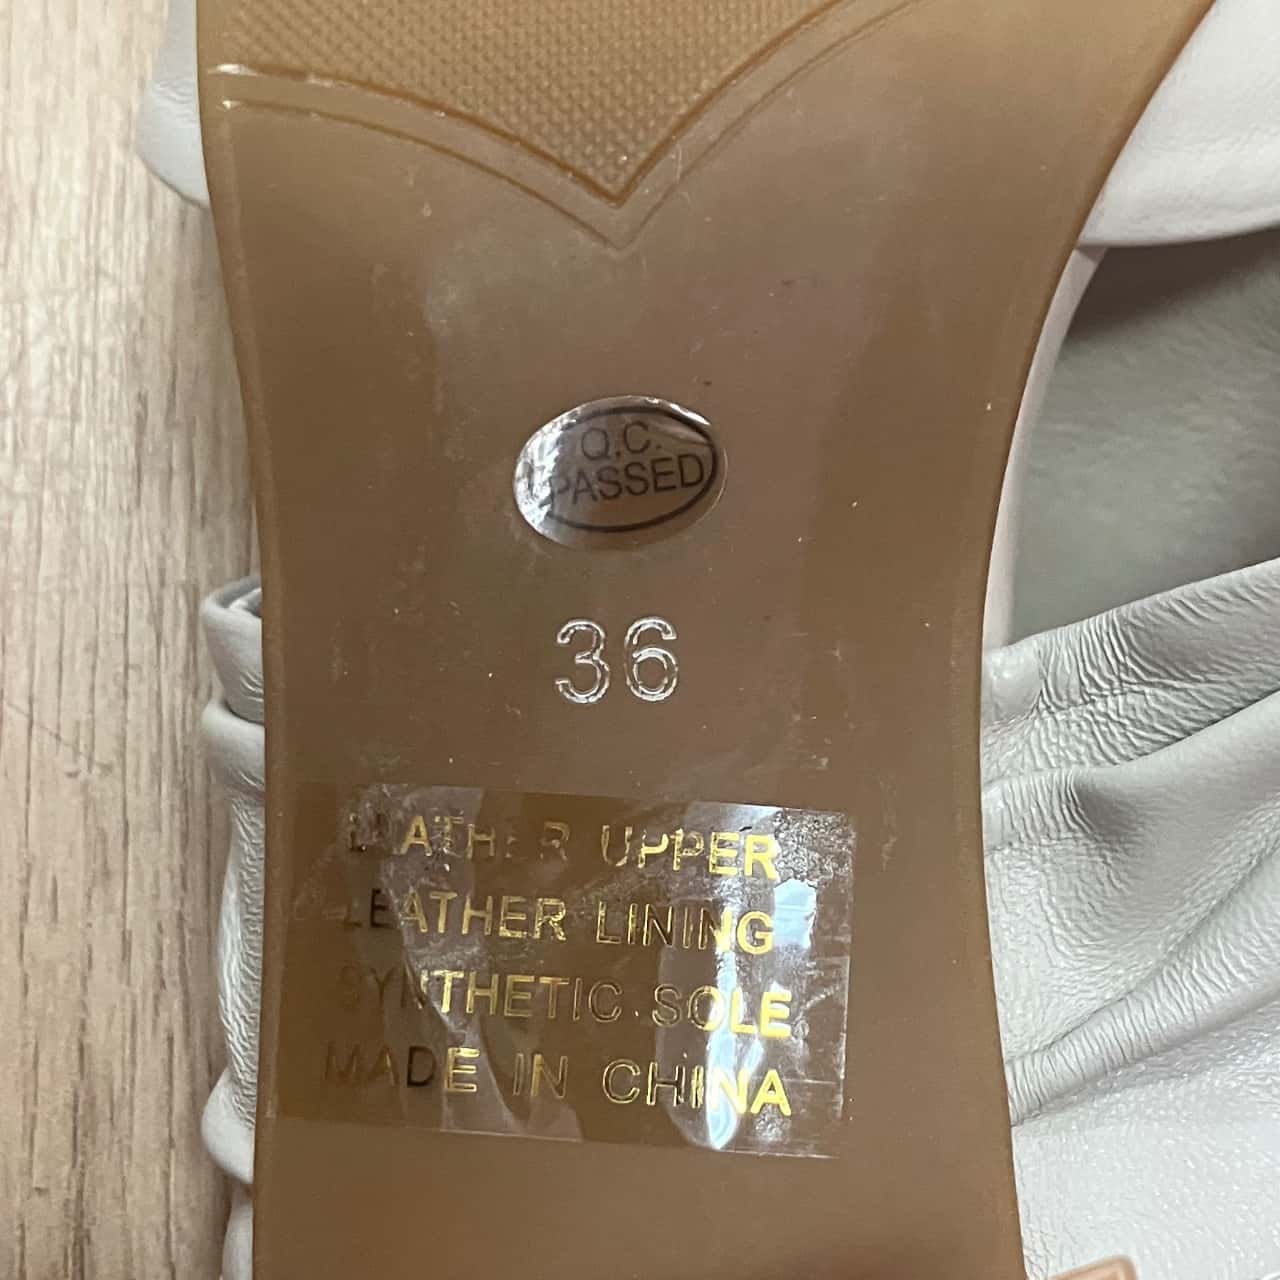 Q.C.
PASSED
36
LEATHER UPPER
LEATHER LINING
SYNTHETIC SOLE
MADE IN CHINA